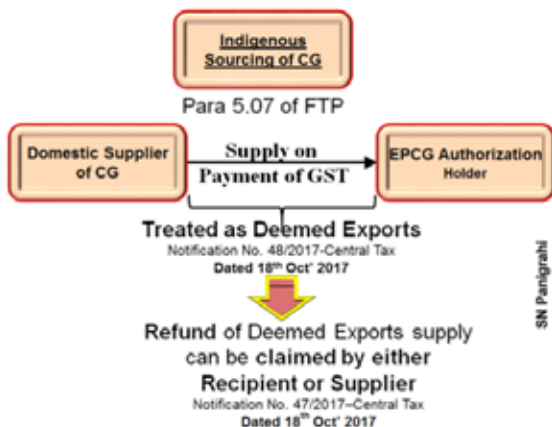 Indigenous
Sourcing of CG
Para 5.07 of FTP
Domestic Supplier
of CG
Supply on
Payment of GST
EPCG Authorization
Holder
Treated as Deemed Exports
Notification No. 48/2017-Central Tax
Dated 18th Oct' 2017
Refund of Deemed Exports supply
can be claimed by either
Recipient or Supplier
Notification No. 47/2017–Central Tax
Dated 18th Oct' 2017
SN Panigrahi